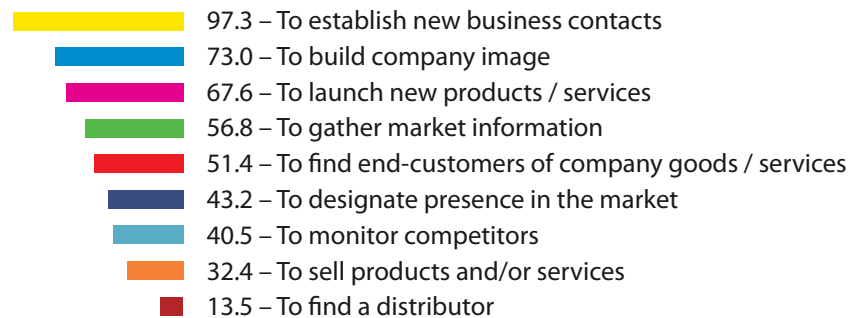 97.3 – To establish new business contacts
73.0 – To build company image
67.6 – To launch new products / services
56.8 – To gather market information
51.4 – To find end-customers of company goods / services
43.2 – To designate presence in the market
40.5 – To monitor competitors
32.4 – To sell products and/or services
13.5 – To find a distributor